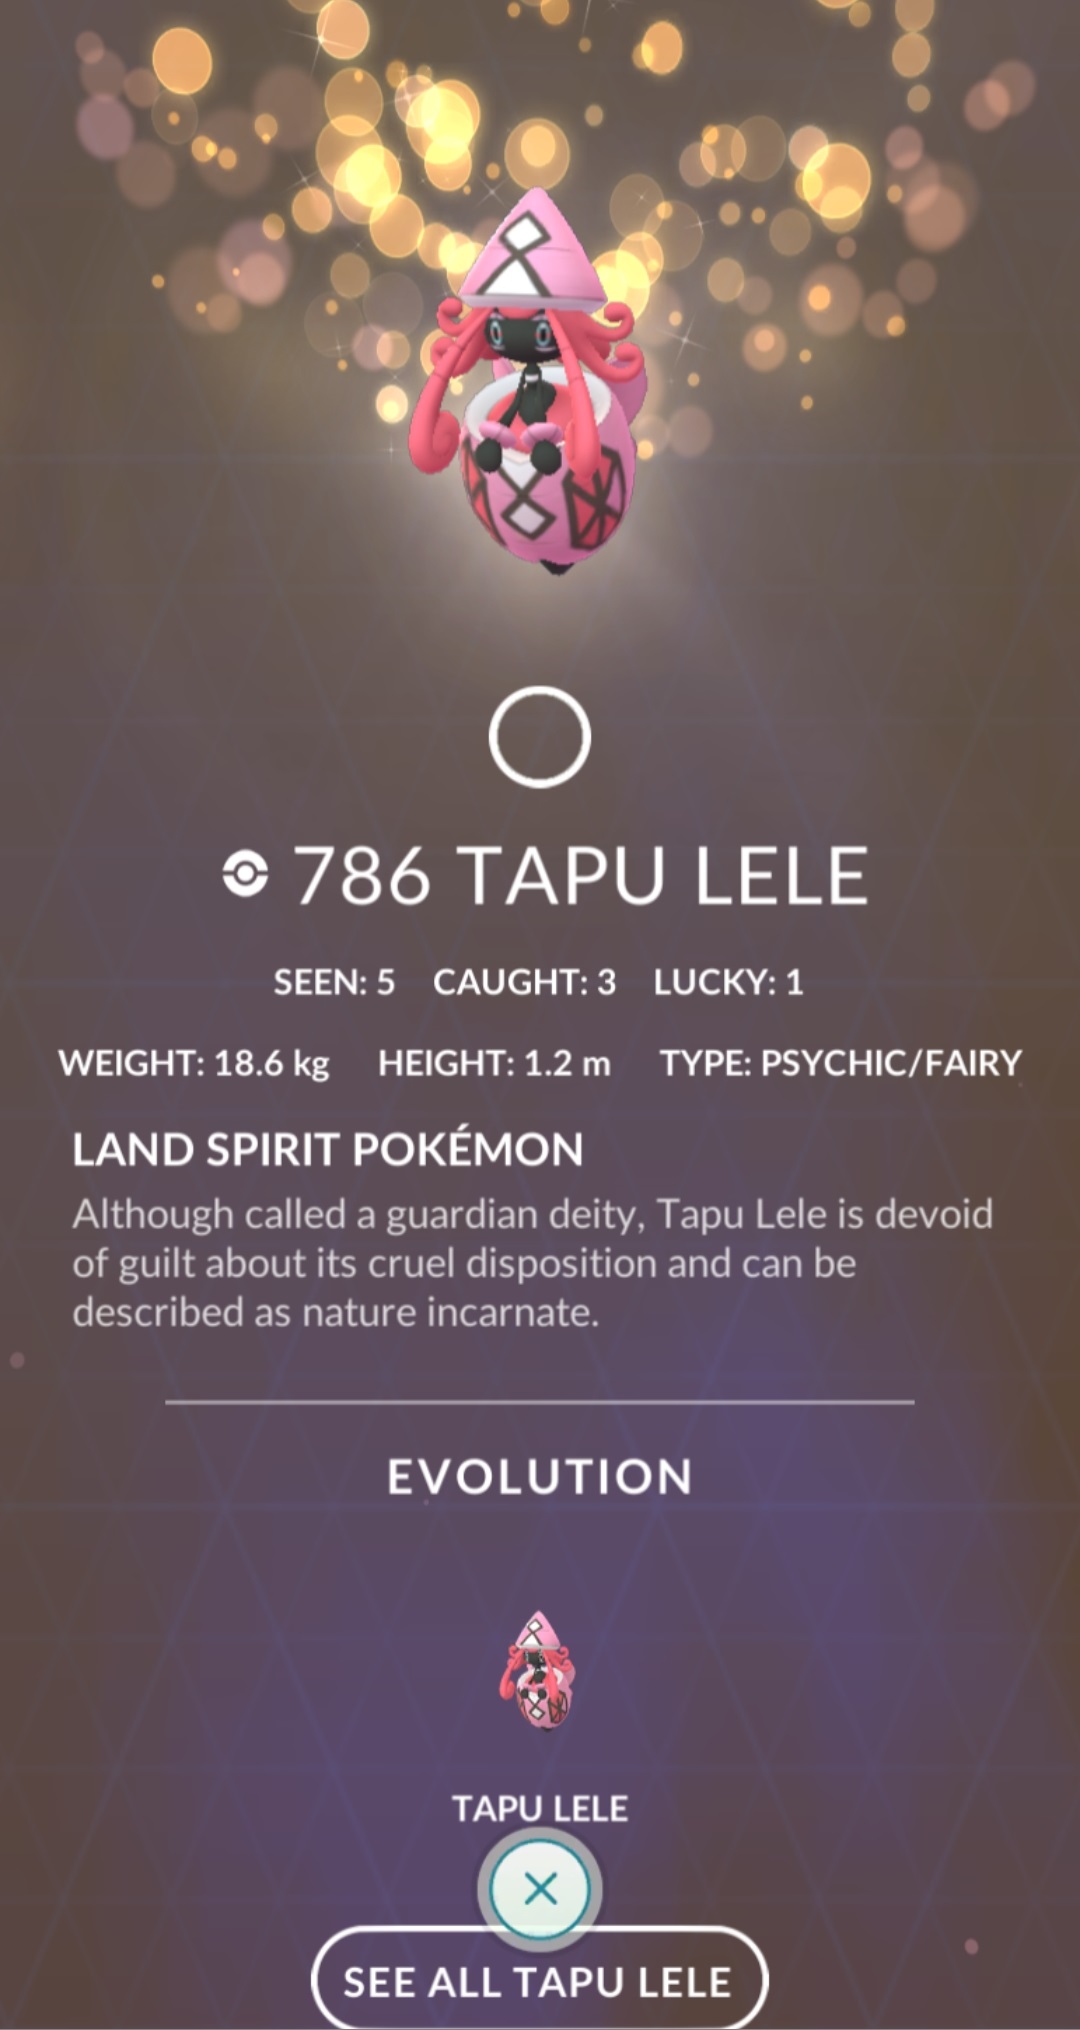 786 TAPU LELE
SEEN: 5 CAUGHT: 3 LUCKY: 1
WEIGHT: 18.6 kg HEIGHT: 1.2 m TYPE: PSYCHIC/FAIRY
LAND SPIRIT POKÉMON
Although called a guardian deity, Tapu Lele is devoid
of guilt about its cruel disposition and can be
described as nature incarnate.
EVOLUTION
TAPU LELE
SEE ALL TAPU LELE